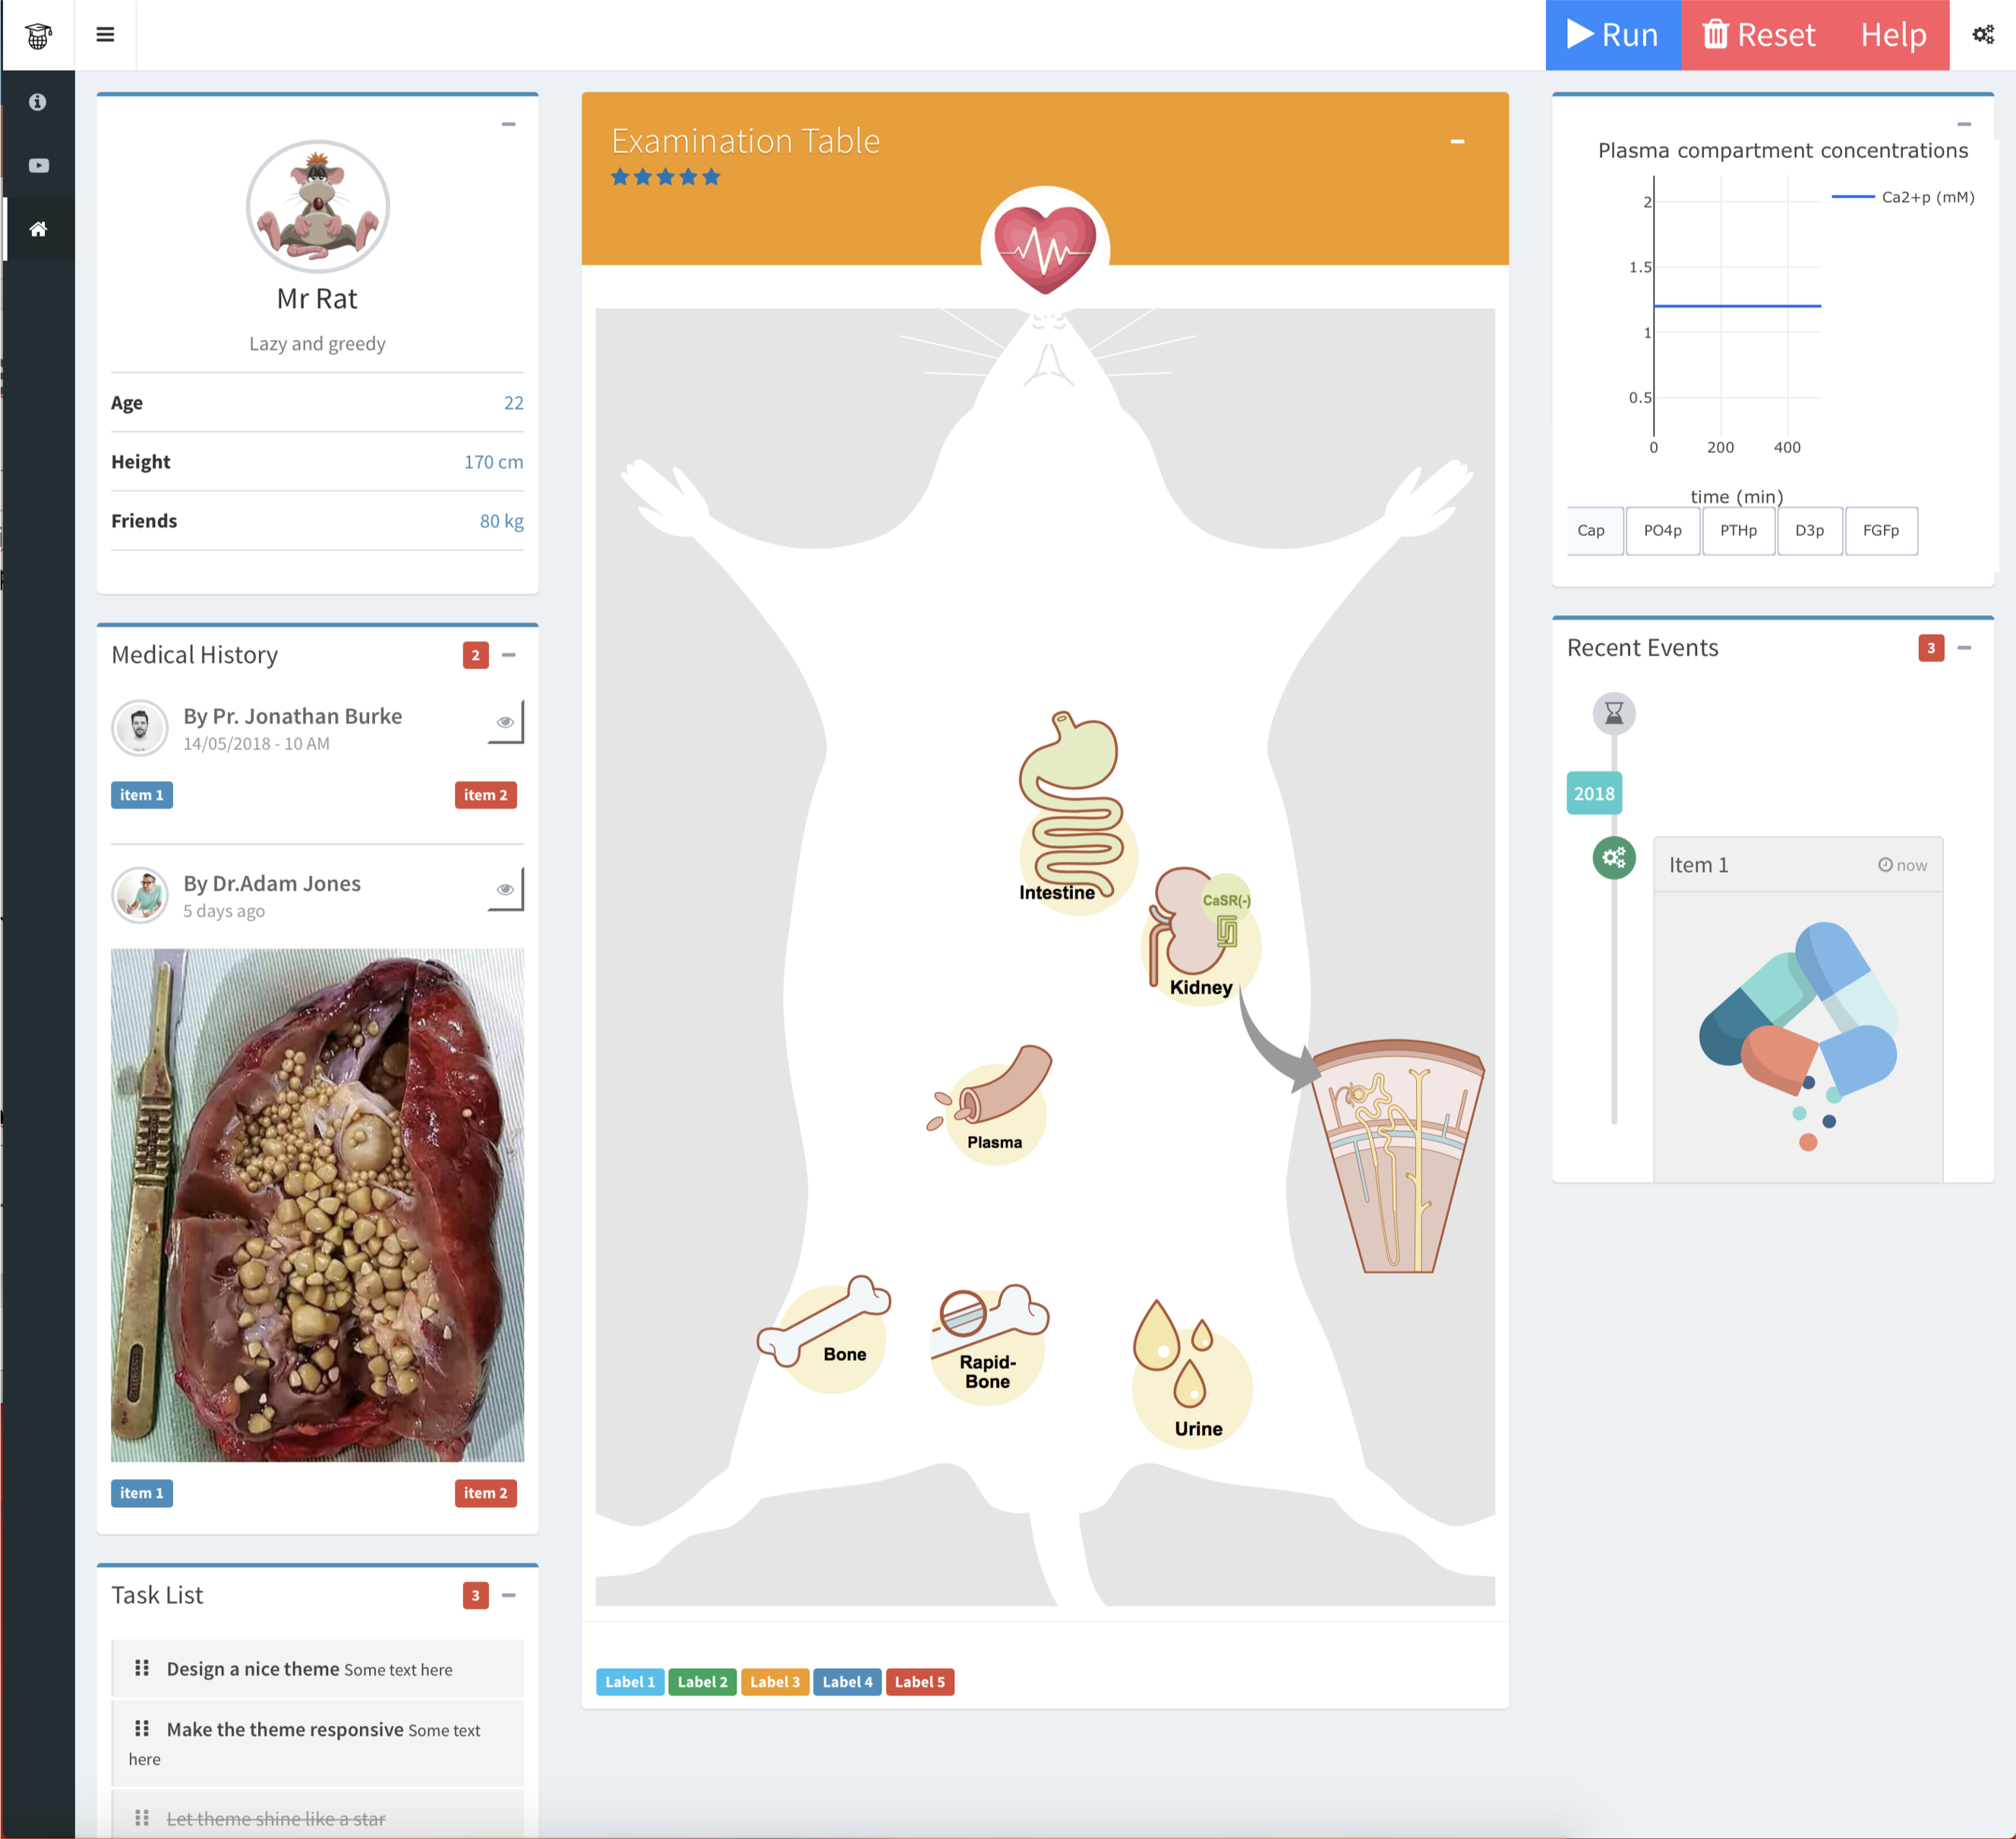 Run
Reset
Help
Mr Rat
Lazy and greedy
Age 22
Height 170 cm
Friends 80 kg
Medical History 2
By Pr. Jonathan Burke
14/05/2018 - 10 AM
item 1 item 2
By Dr.Adam Jones
5 days ago
item 1 item 2
Task List 3
Design a nice theme Some text here
Make the theme responsive Some text
here
Let theme shine like a star
Examination Table
Intestine
CaSR(-)
Kidney
Plasma
Bone
Rapid-
Bone
Urine
Label 1 Label 2 Label 3 Label 4 Label 5
Plasma compartment concentrations
Ca2+p (mM)
2
1.5
1
0.5
0 200 400
time (min)
Cap PO4p PTHp D3p FGFp
Recent Events 3
2018
Item 1 now